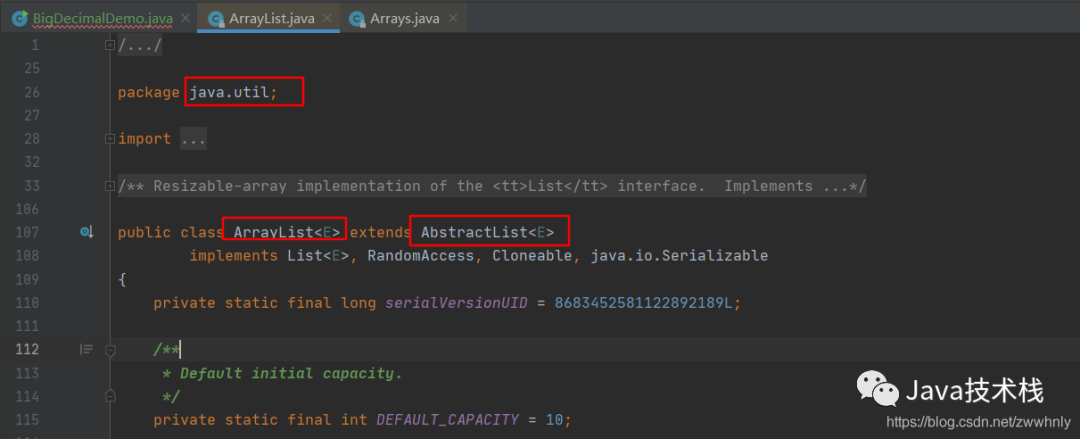 BigDecimalDemo.java × ArrayList.java × Arrays.java ×
1 /.../
25
26 package java.util;
27
28 import ...
32
33 /** Resizable-array implementation of the <tt>List</tt> interface.  Implements ...*/
106
107 public class ArrayList<E> extends AbstractList<E>
108 implements List<E>, RandomAccess, Cloneable, java.io.Serializable
109 {
110 private static final long serialVersionUID = 8683452581122892189L;
111
112 /**
113 * Default initial capacity.
114 */
115 private static final int DEFAULT_CAPACITY = 10;
Java技术栈
https://blog.csdn.net/zwwhnly